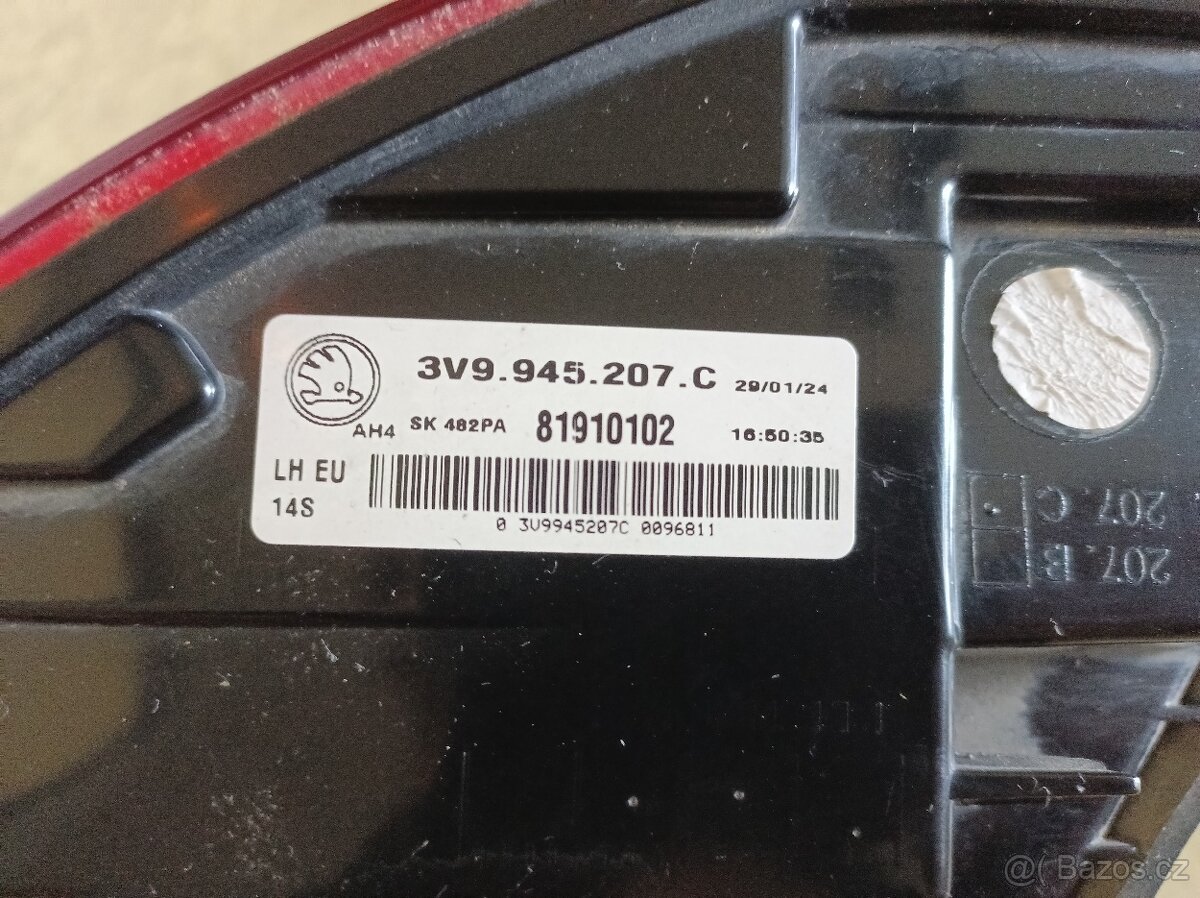 3V9.945.207.C 29/01/24
AH4 SK 482PA 81910102 16:50:35
LH EU
14S
0 3V9945207C 0096811
207.C
207.B
@( Bazos.cz